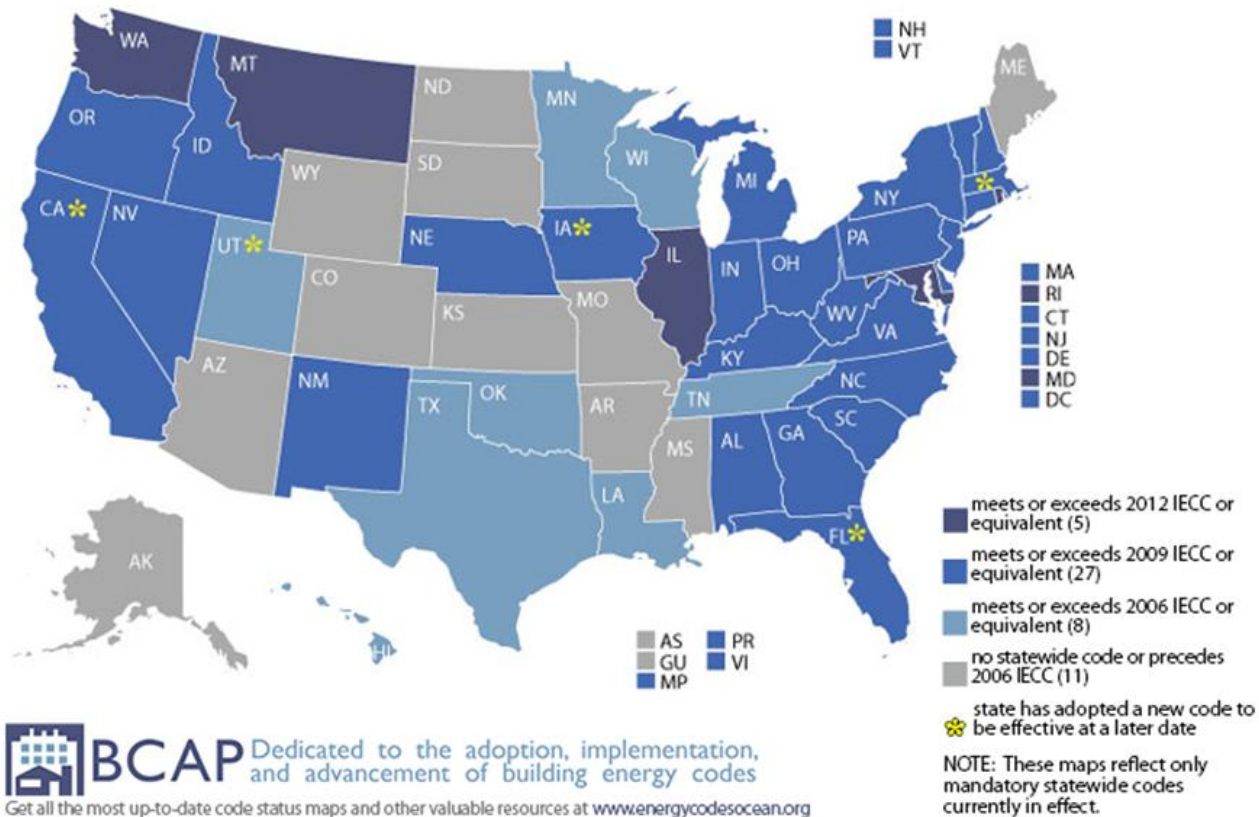 WA
MT
ND
MN
OR
ID
WY
SD
WI
MI
NY
ME
NH
VT
CA
NV
UT
CO
NE
IA
IL
IN
OH
PA
WV
VA
KS
MO
KY
NC
TN
SC
AZ
NM
OK
TX
AR
LA
MS
AL
GA
FL
AK
HI
MA
RI
CT
NJ
DE
MD
DC
AS PR
GU VI
MP
meets or exceeds 2012 IECC or
equivalent (5)
meets or exceeds 2009 IECC or
equivalent (27)
meets or exceeds 2006 IECC or
equivalent (8)
no statewide code or precedes
2006 IECC (11)
state has adopted a new code to
be effective at a later date
NOTE: These maps reflect only
mandatory statewide codes
currently in effect.
BCAP Dedicated to the adoption, implementation,
and advancement of building energy codes
Get all the most up-to-date code status maps and other valuable resources at www.energycodesocean.org